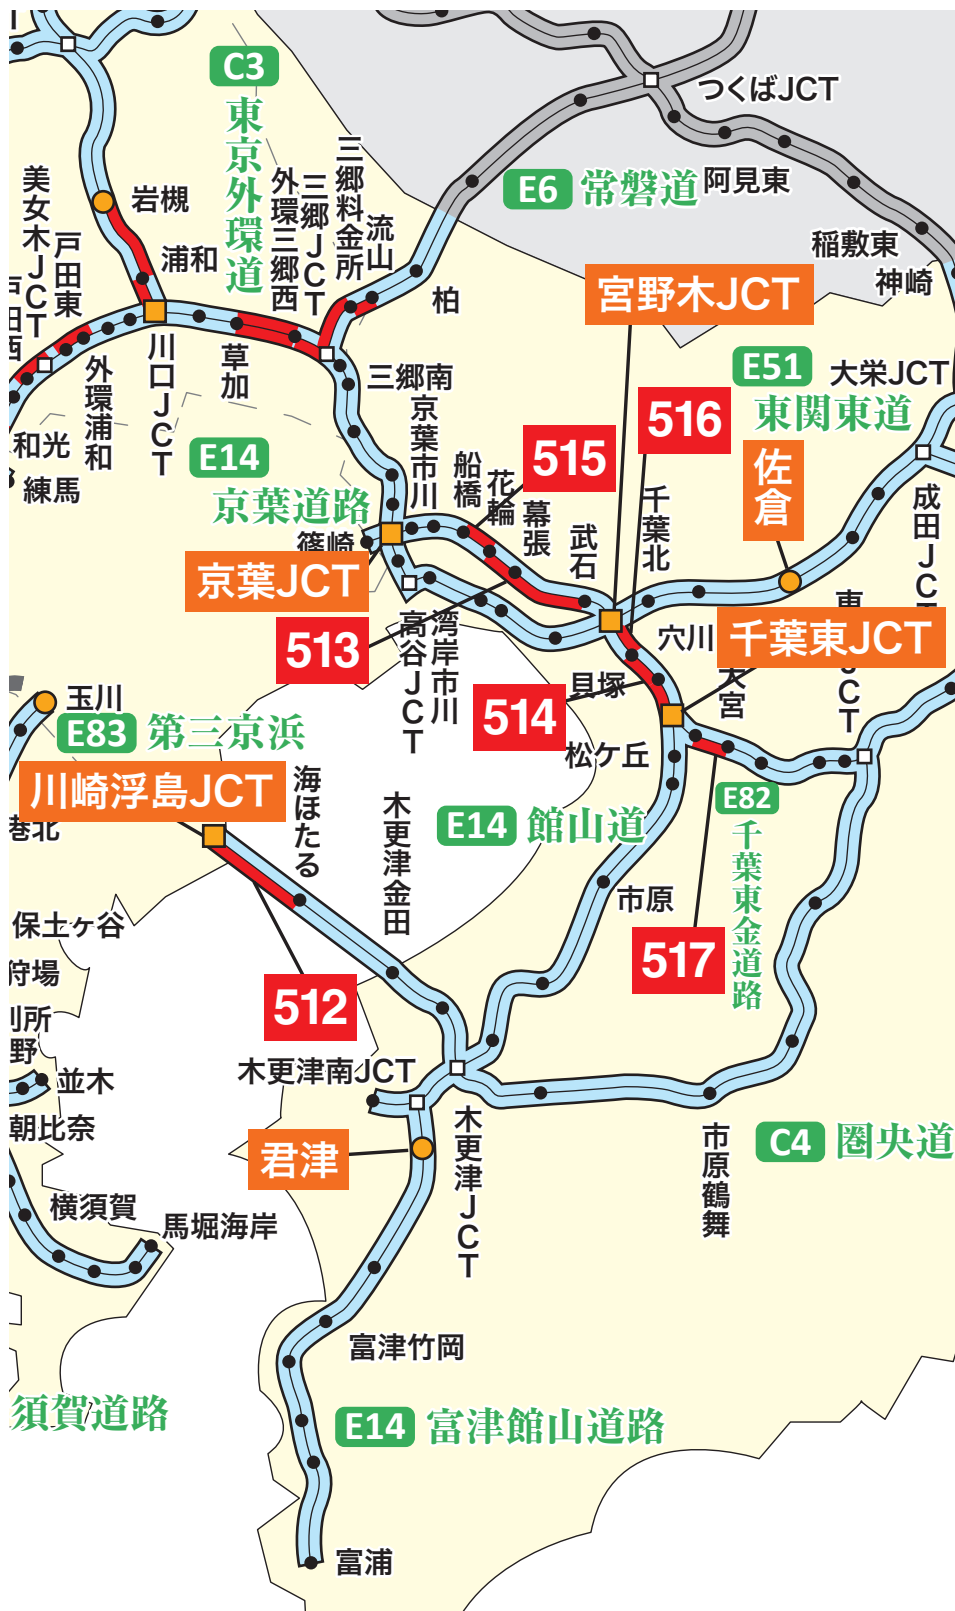 C3
東京外環道
つくばJCT
E6 常磐道
阿見東
稲敷東
神崎
岩槻
浦和
美女木JCT
戸田東
外環三郷西
三郷JCT
三郷料金所
流山
柏
宮野木JCT
E51
東関東道
大栄JCT
川口JCT
草加
外環浦和
三郷南
京葉市川
和光
練馬
E14
京葉道路
篠崎
船橋
花輪
幕張
武石
千葉北
515
516
佐倉
成田JCT
京葉JCT
513
高谷JCT
湾岸市川
穴川
千葉東JCT
貝塚
514
大宮
松ケ丘
玉川
E83 第三京浜
川崎浮島JCT
海ほたる
木更津金田
E14 館山道
E82
千葉東金道路
港北
市原
517
保土ヶ谷
狩場
別所
512
木更津南JCT
並木
朝比奈
君津
木更津JCT
市原鶴舞
C4 圏央道
横須賀
馬堀海岸
富津竹岡
須賀道路
E14 富津館山道路
富浦